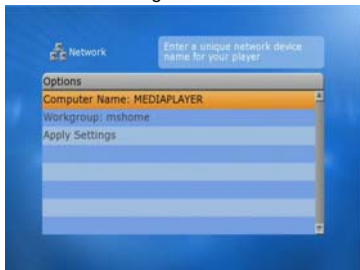 Network
Enter a unique network device
name for your player
Options
Computer Name: MEDIAPLAYER
Workgroup: mshome
Apply Settings